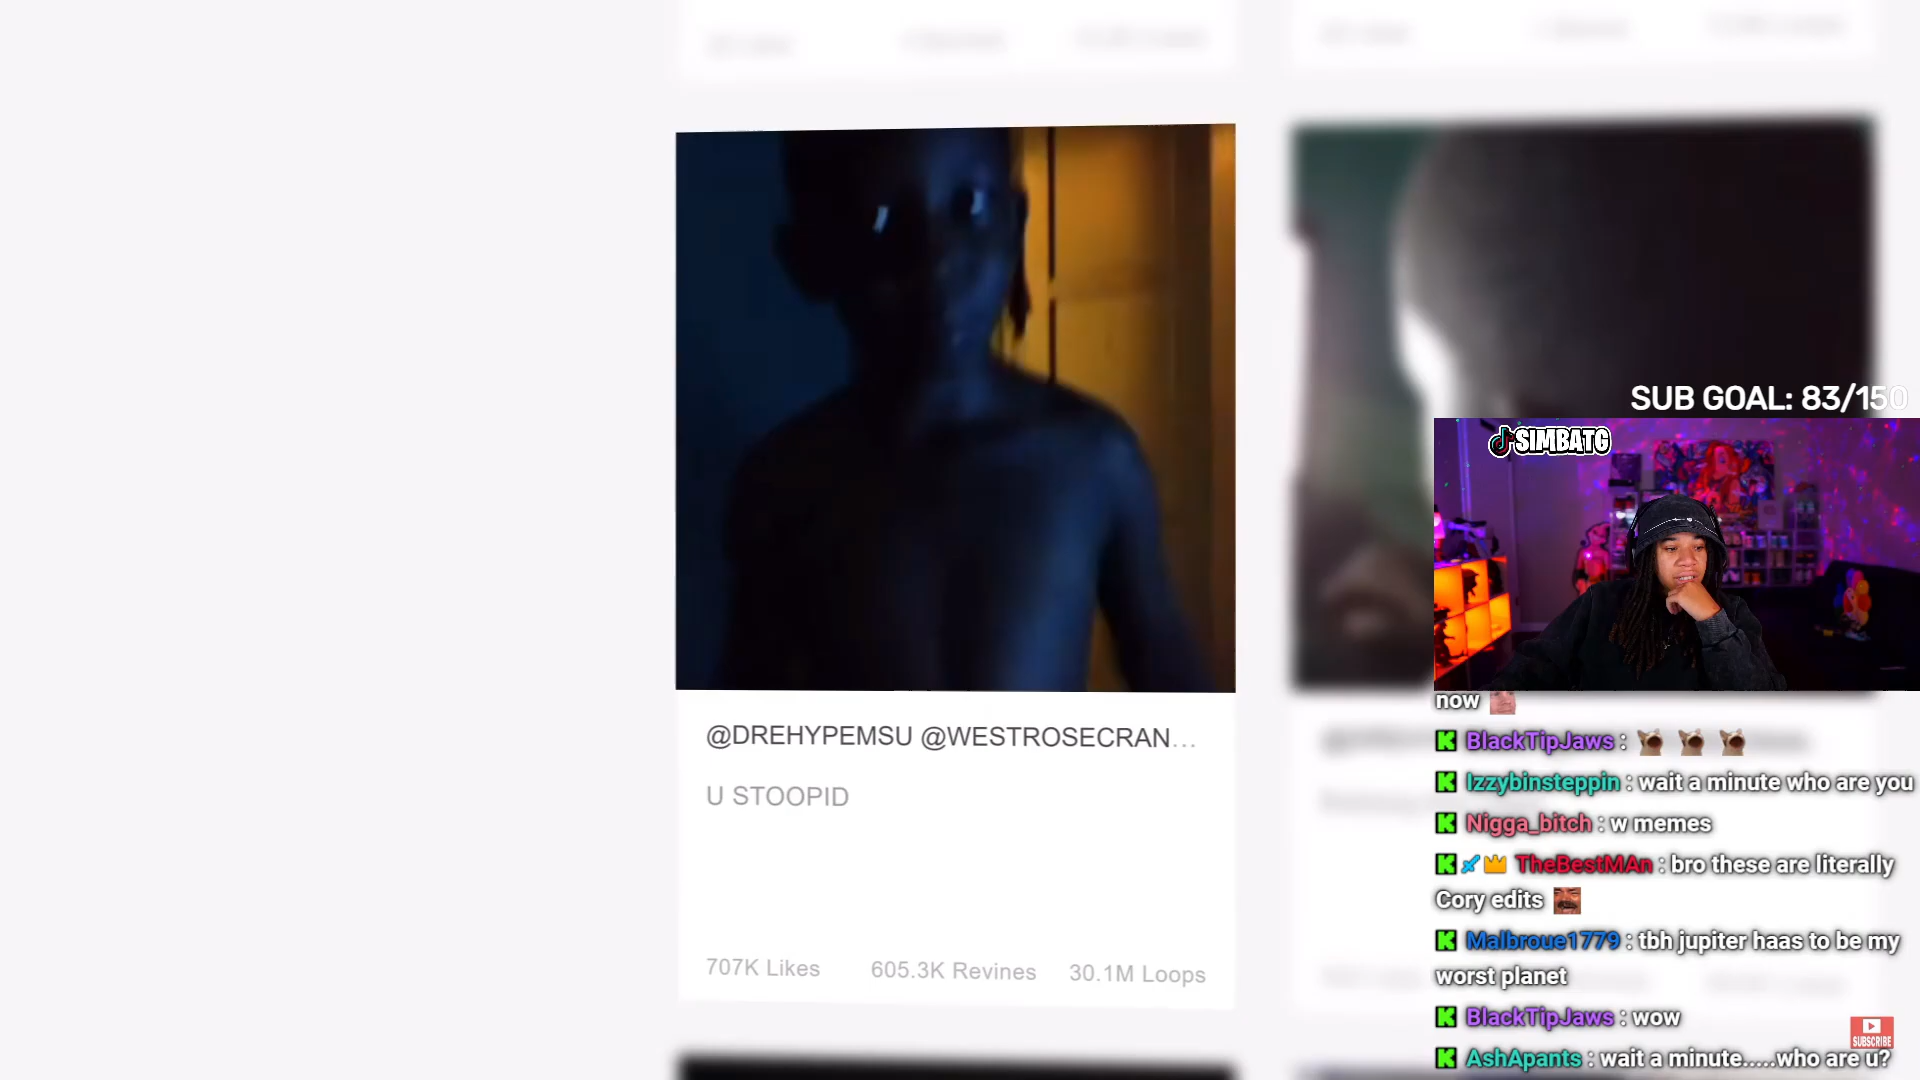 @DREHYPEMSU @WESTROSECRAN...
U STOOPID
707K Likes
605.3K Revines
30.1M Loops
SUB GOAL: 83/150
SIMBATG
now
BlackTipJaws :
Izzybinsteppin : wait a minute who are you
Nigga_bitch : w memes
TheBestMAn : bro these are literally
Cory edits
Malbroue1779 : tbh jupiter haas to be my
worst planet
BlackTipJaws : wow
AshApants : wait a minute.....who are u?
SUBSCRIBE